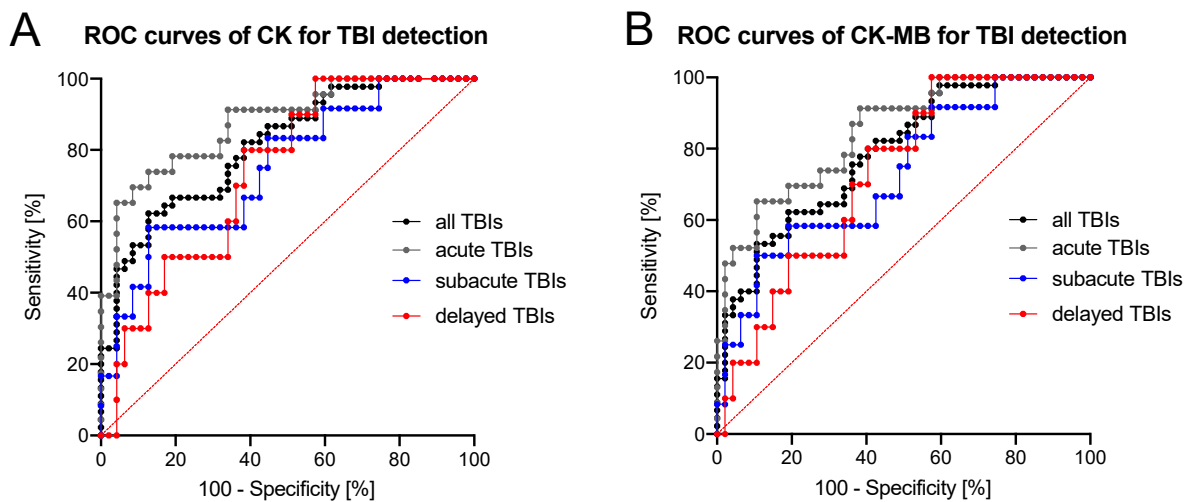 A
ROC curves of CK for TBI detection
100
80
60
40
20
0
Sensitivity [%]
all TBIs
acute TBIs
subacute TBIs
delayed TBIs
0 20 40 60 80 100
100 - Specificity [%]
B
ROC curves of CK-MB for TBI detection
100
80
60
40
20
0
Sensitivity [%]
all TBIs
acute TBIs
subacute TBIs
delayed TBIs
0 20 40 60 80 100
100 - Specificity [%]